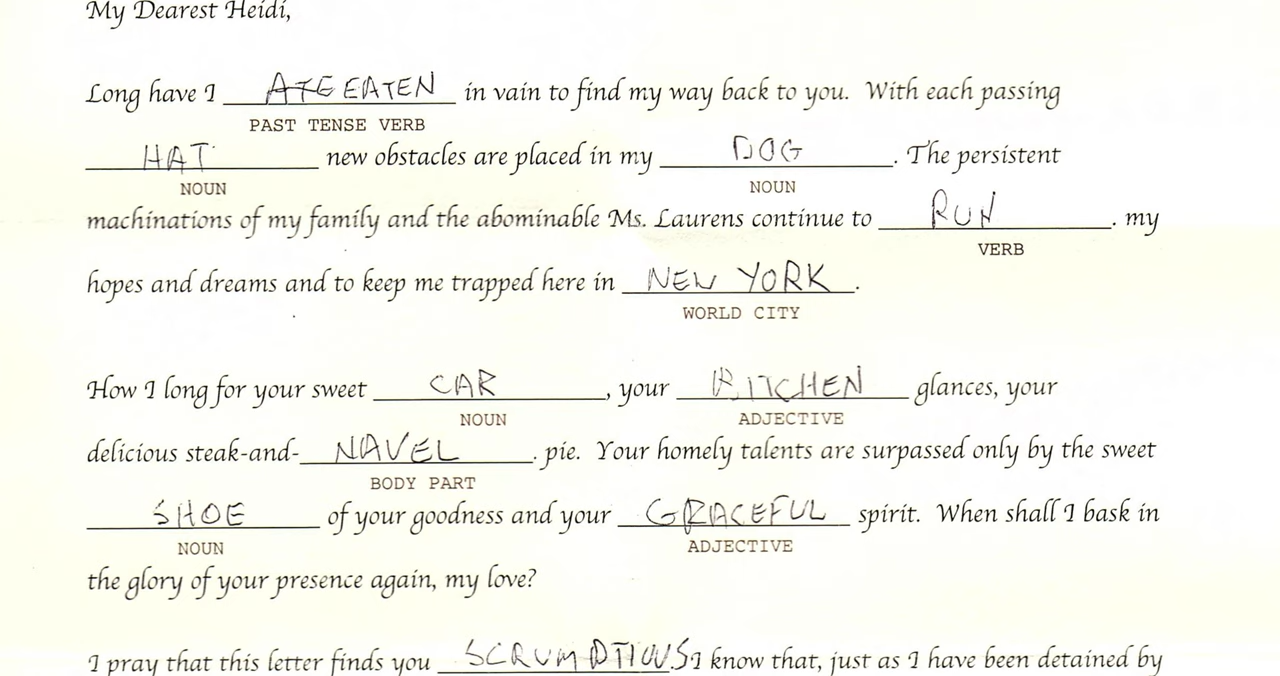 My Dearest Heidi,
Long have I ATE EATEN in vain to find my way back to you. With each passing
PAST TENSE VERB
HAT new obstacles are placed in my DOG. The persistent
NOUN NOUN
machinations of my family and the abominable Ms. Laurens continue to RUN. my
VERB
hopes and dreams and to keep me trapped here in NEW YORK.
WORLD CITY
How I long for your sweet CAR, your KITCHEN glances, your
NOUN ADJECTIVE
delicious steak-and-NAVEL. pie. Your homely talents are surpassed only by the sweet
BODY PART
SHOE of your goodness and your GRACEFUL spirit. When shall I bask in
NOUN ADJECTIVE
the glory of your presence again, my love?
I pray that this letter finds you SCRUMPTIOUS. I know that, just as I have been detained by